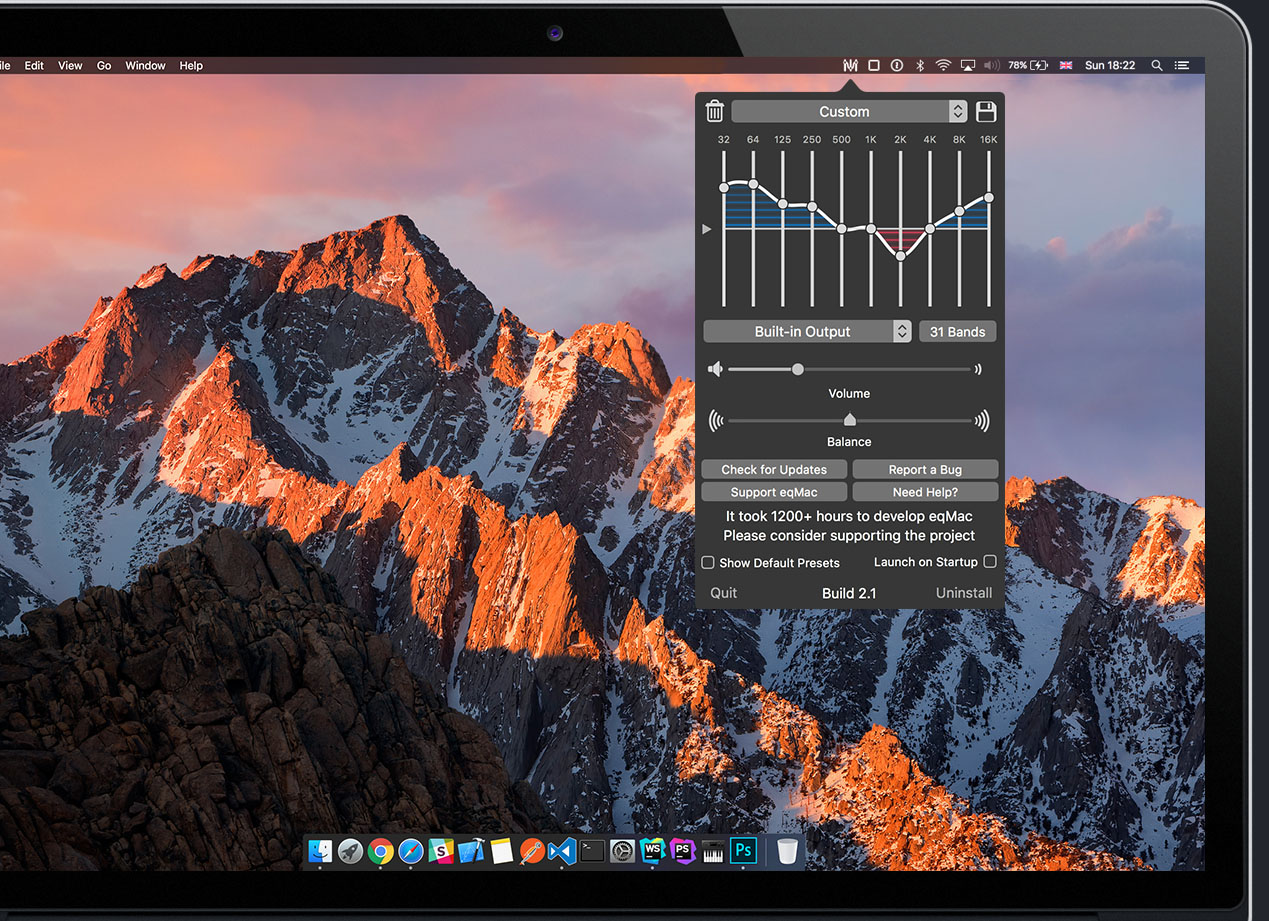 ile Edit View Go Window Help
78% Sun 18:22
Custom
32 64 125 250 500 1K 2K 4K 8K 16K
Built-in Output 31 Bands
Volume
Balance
Check for Updates Report a Bug
Support eqMac Need Help?
It took 1200+ hours to develop eqMac
Please consider supporting the project
Show Default Presets Launch on Startup
Quit Build 2.1 Uninstall
S WS PS Ps